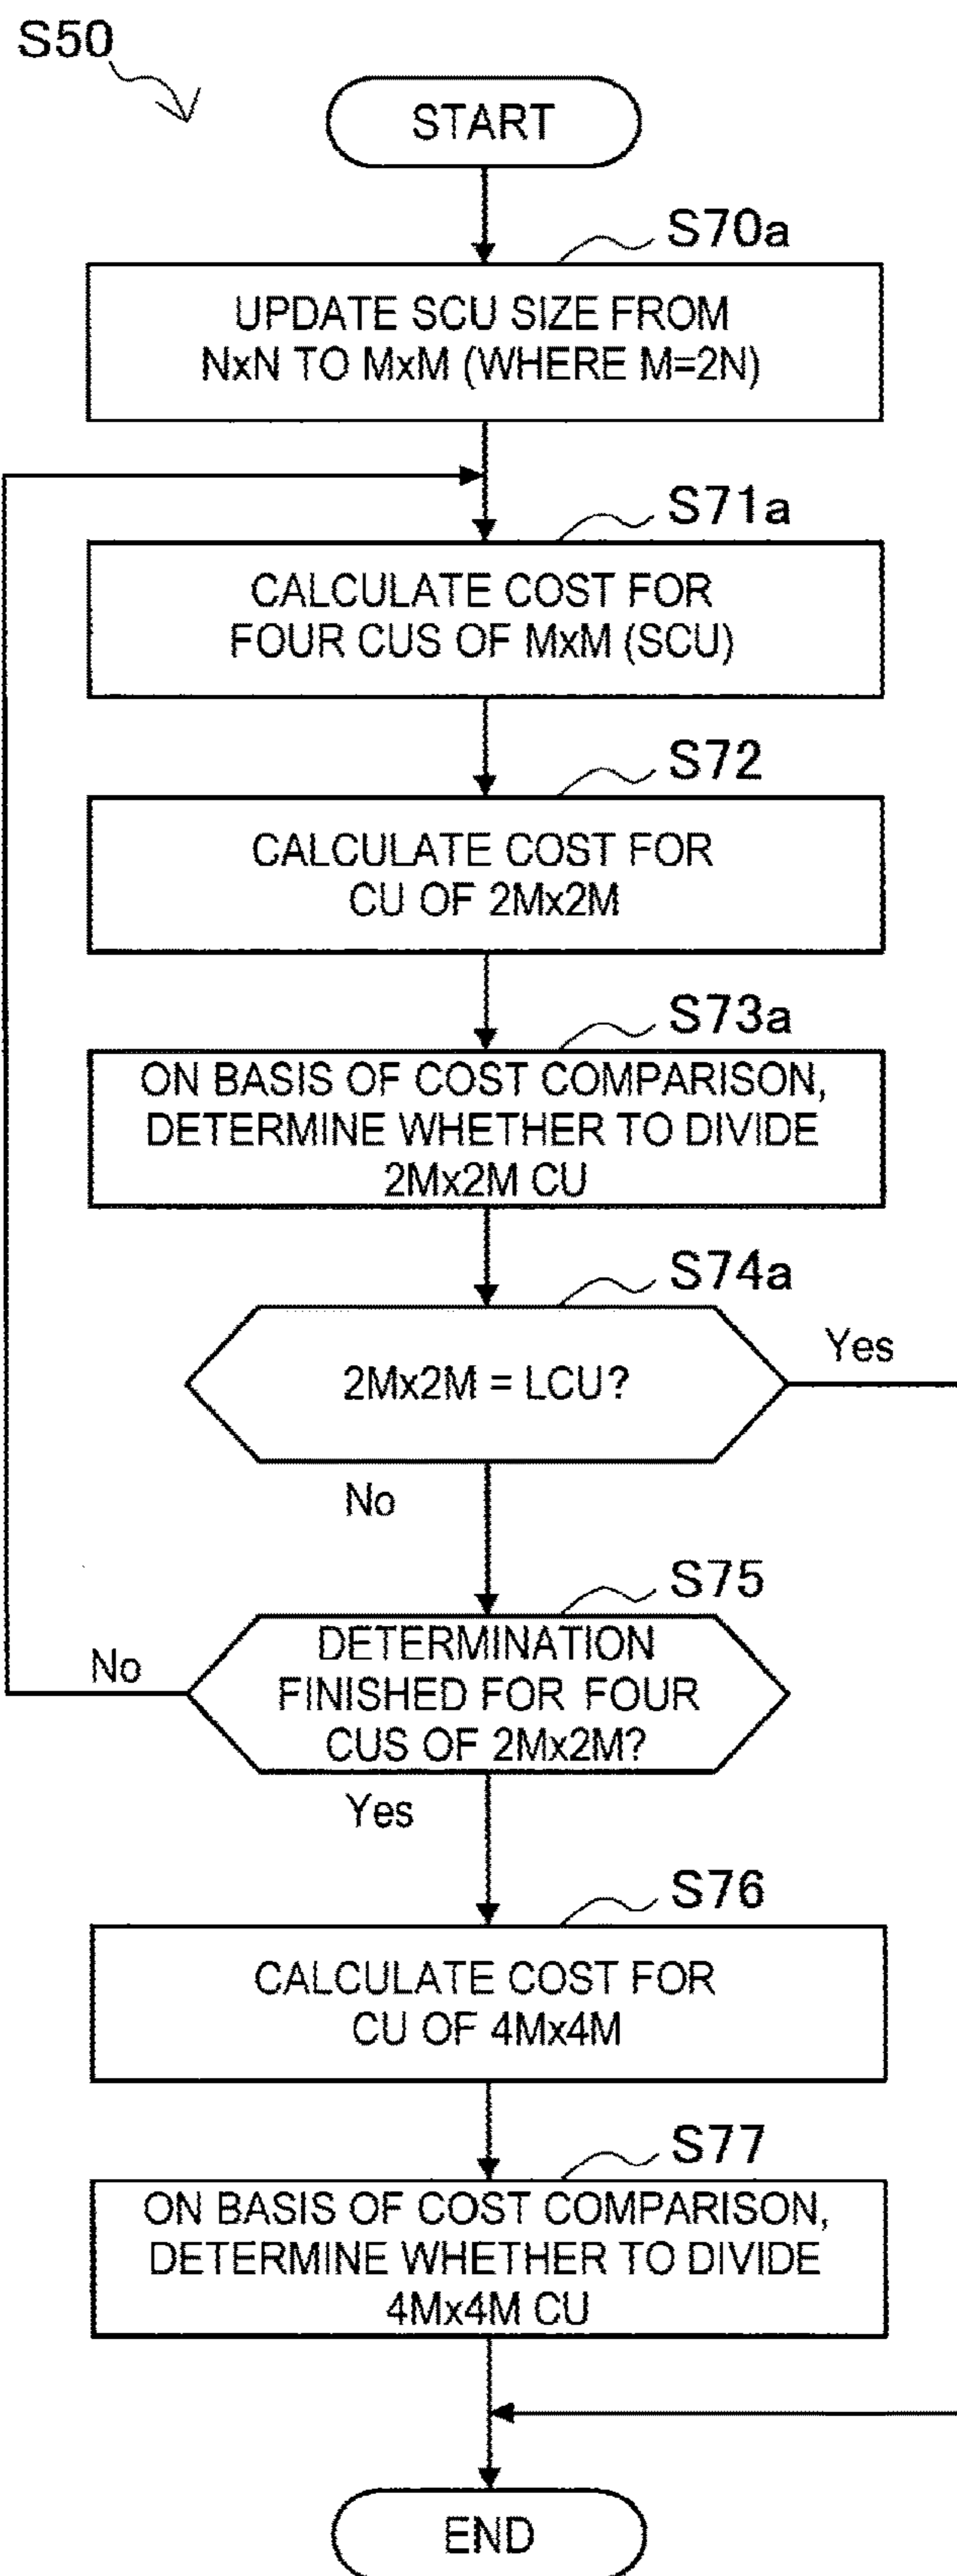 S50
START
S70a
UPDATE SCU SIZE FROM
NxN TO MxM (WHERE M=2N)
S71a
CALCULATE COST FOR
FOUR CUS OF MxM (SCU)
S72
CALCULATE COST FOR
CU OF 2Mx2M
S73a
ON BASIS OF COST COMPARISON,
DETERMINE WHETHER TO DIVIDE
2Mx2M CU
S74a
2Mx2M = LCU?
Yes
No
S75
DETERMINATION
FINISHED FOR FOUR
CUS OF 2Mx2M?
No
Yes
S76
CALCULATE COST FOR
CU OF 4Mx4M
S77
ON BASIS OF COST COMPARISON,
DETERMINE WHETHER TO DIVIDE
4Mx4M CU
END